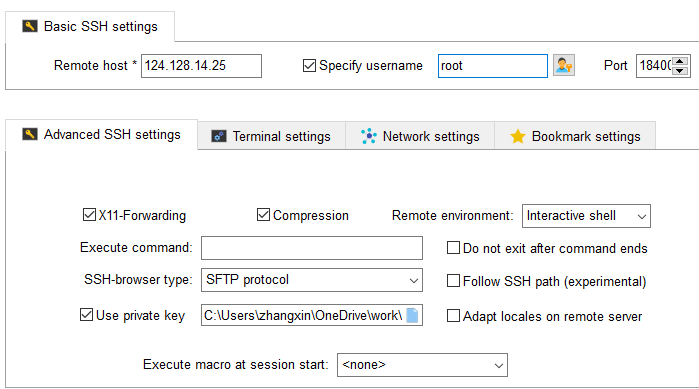 Basic SSH settings
Remote host * 124.128.14.25 Specify username root Port 1840
Advanced SSH settings Terminal settings Network settings Bookmark settings
X11-Forwarding Compression Remote environment: Interactive shell
Execute command: Do not exit after command ends
SSH-browser type: SFTP protocol Follow SSH path (experimental)
Use private key C:\Users\zhangxin\OneDrive\work\ Adapt locales on remote server
Execute macro at session start: <none>